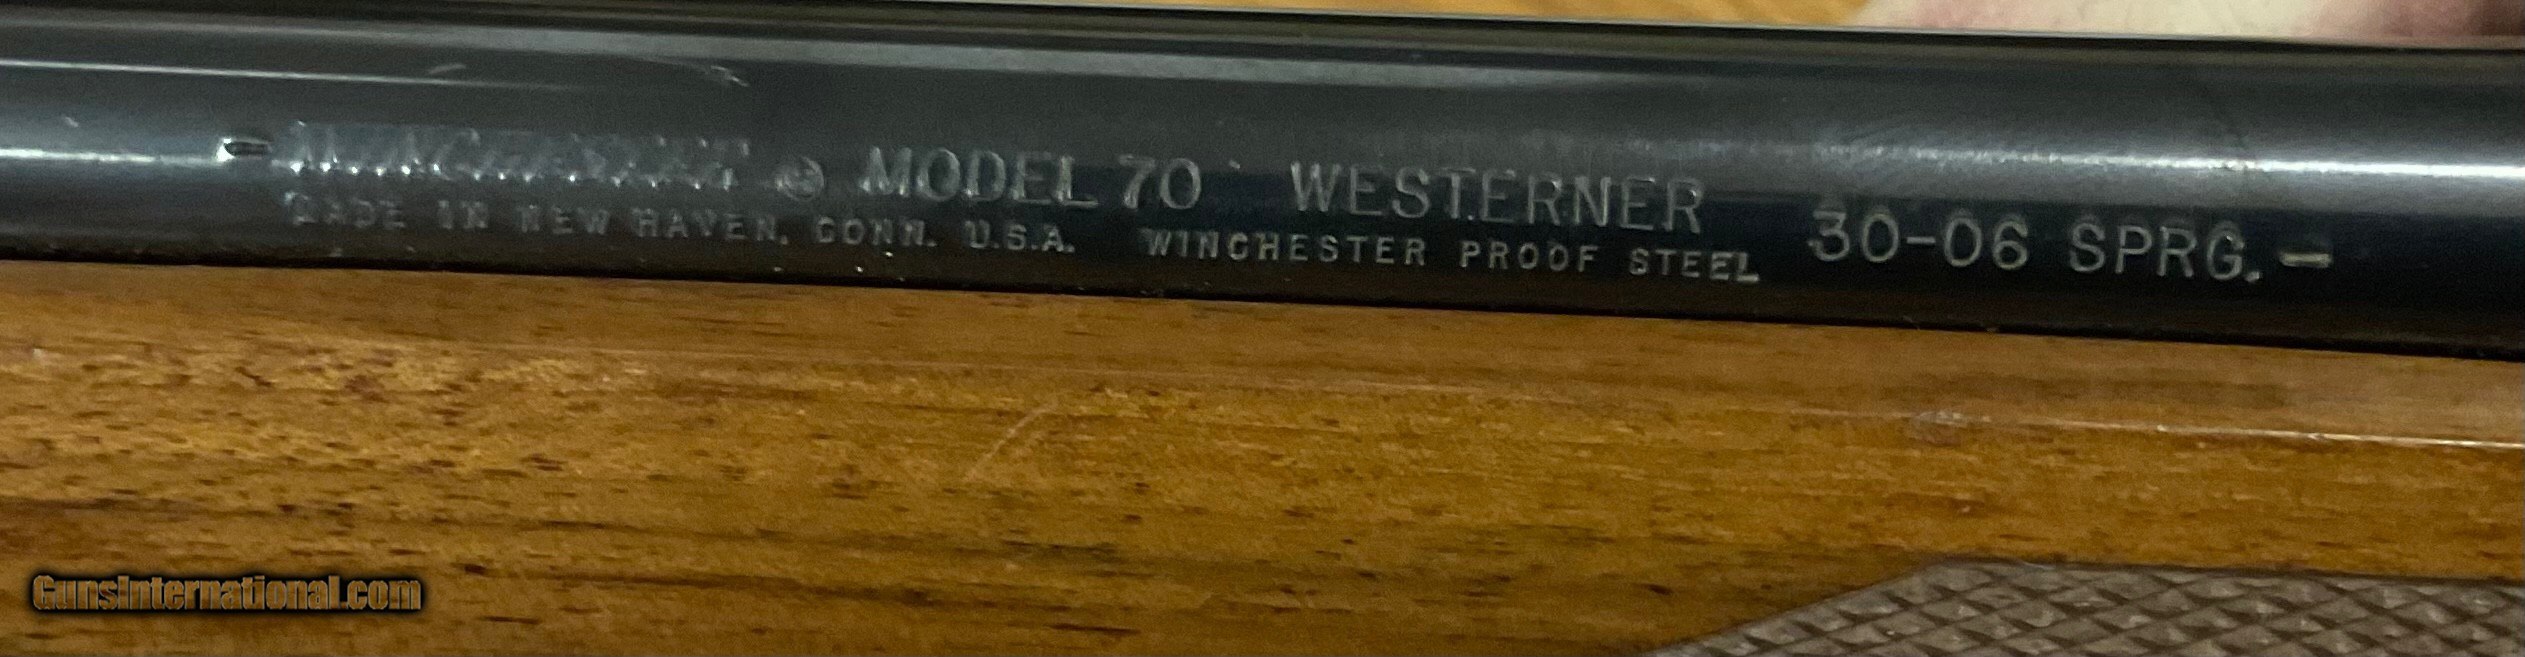 -WINCHESTER ® MODEL 70 WESTERNER 30-06 SPRG.-
MADE IN NEW HAVEN, CONN. U.S.A. WINCHESTER PROOF STEEL
GunsInternational.com